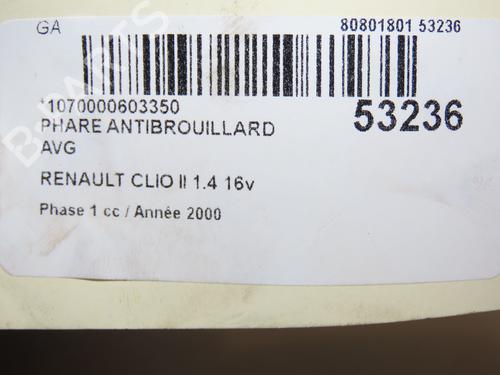 GA
80801801 53236
*1070000603350
53236
PHARE ANTIBROUILLARD
AVG
RENAULT CLIO II 1.4 16v
Phase 1 cc / Année 2000
B-PARTS